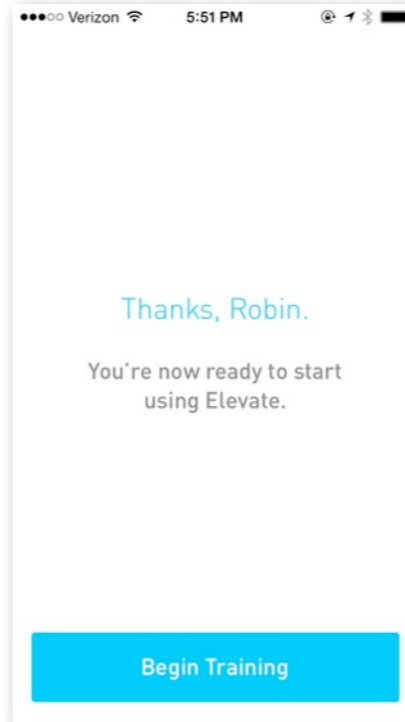 Verizon 5:51 PM
Thanks, Robin.
You're now ready to start
using Elevate.
Begin Training